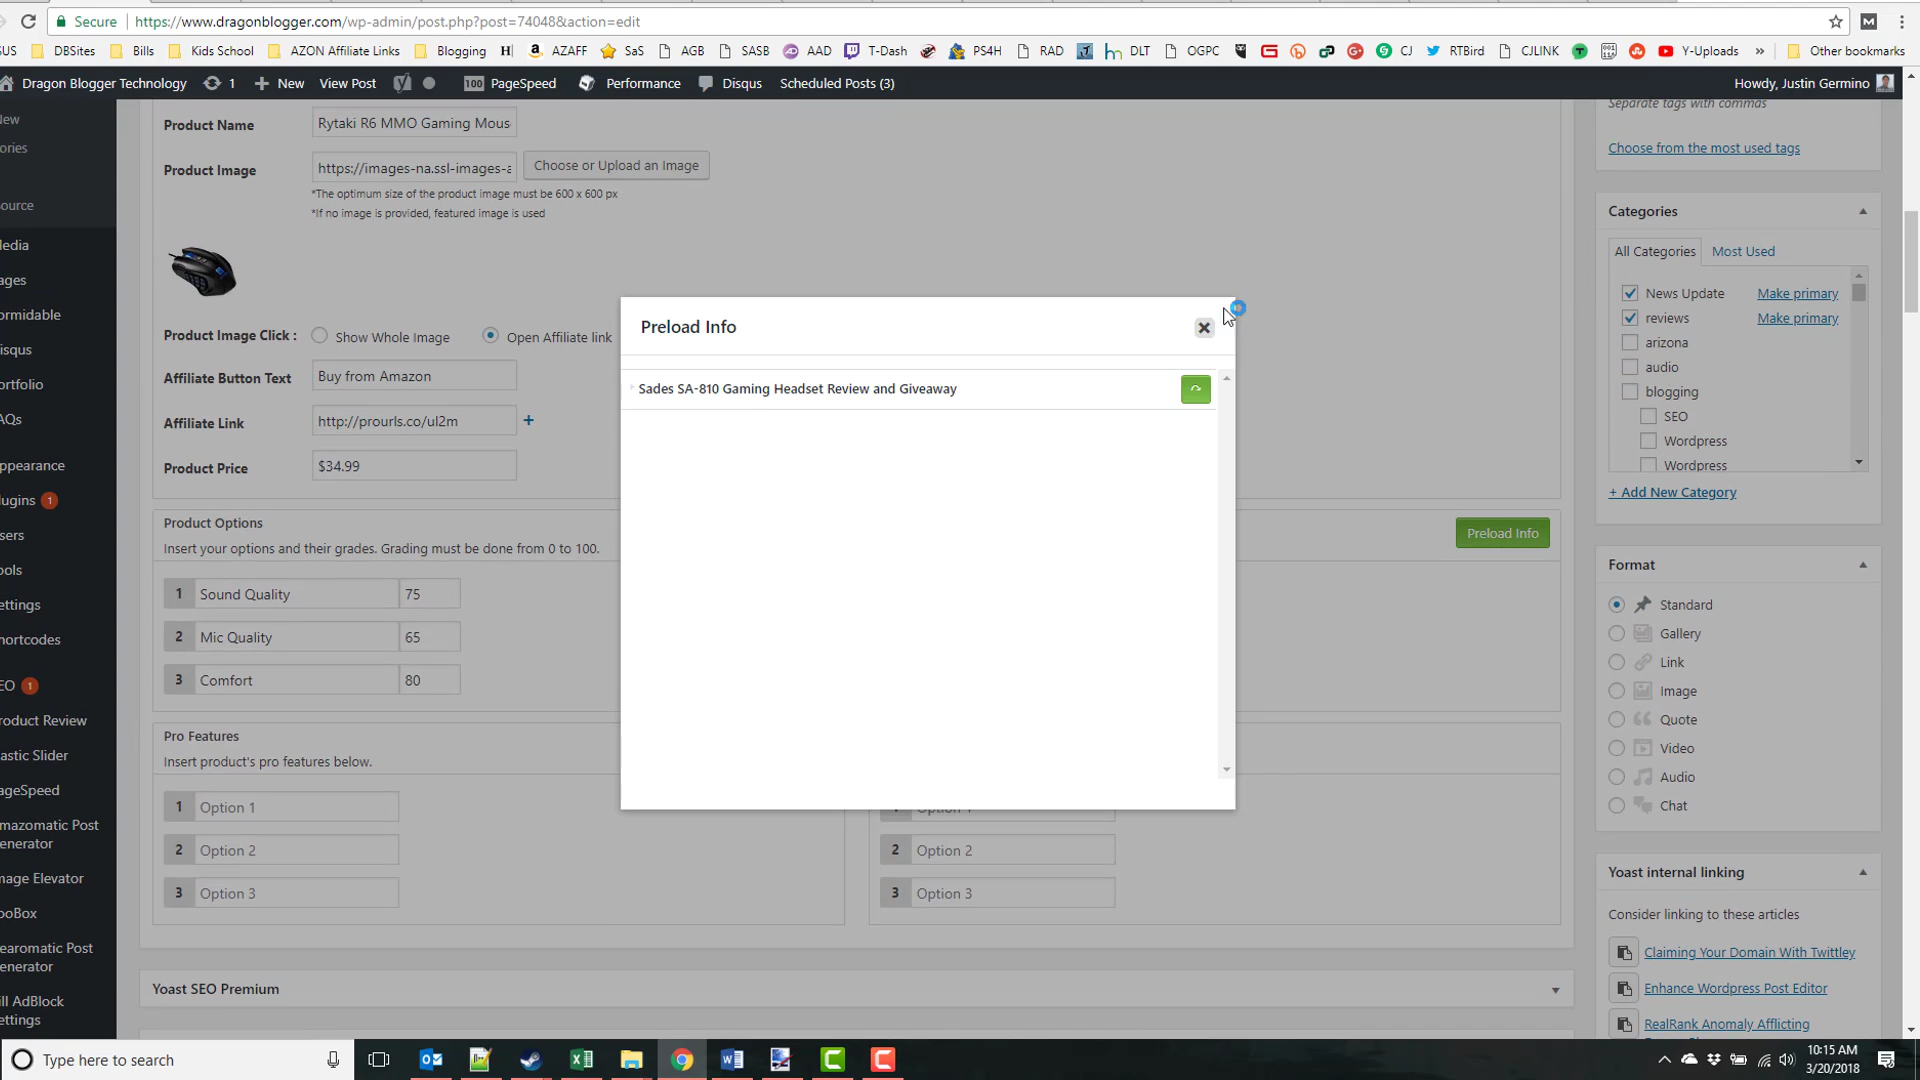 Secure https://www.dragonblogger.com/wp-admin/post.php?post=74048&action=edit
SUS DBSites Bills Kids School AZON Affiliate Links Blogging AZAFF SaS AGB SASB AAD T-Dash PS4H RAD DLT OGPC CJ RTBird CJLINK Y-Uploads » Other bookmarks
Dragon Blogger Technology 1 New View Post 100 PageSpeed Performance Disqus Scheduled Posts (3) Howdy, Justin Germino
ew
ories
ource
edia
ages
ormidable
isqus
ortfolio
AQs
ppearance
lugins 1
sers
ools
ettings
hortcodes
EO 1
roduct Review
astic Slider
ageSpeed
mazomatic Post
enerator
mage Elevator
ooBox
earomatic Post
enerator
ill AdBlock
ettings
Product Name Rytaki R6 MMO Gaming Mous
Product Image https://images-na.ssl-images-a Choose or Upload an Image
*The optimum size of the product image must be 600 x 600 px
*If no image is provided, featured image is used
Product Image Click : Show Whole Image Open Affiliate link
Affiliate Button Text Buy from Amazon
Affiliate Link http://prourls.co/ul2m +
Product Price $34.99
Product Options
Insert your options and their grades. Grading must be done from 0 to 100.
Preload Info
1 Sound Quality 75
2 Mic Quality 65
3 Comfort 80
Pro Features
Insert product's pro features below.
1 Option 1
2 Option 2
3 Option 3
2 Option 2
3 Option 3
Yoast SEO Premium
Preload Info
Sades SA-810 Gaming Headset Review and Giveaway
Separate tags with commas
Choose from the most used tags
Categories
All Categories Most Used
News Update Make primary
reviews Make primary
arizona
audio
blogging
SEO
Wordpress
Wordpress
+ Add New Category
Format
Standard
Gallery
Link
Image
Quote
Video
Audio
Chat
Yoast internal linking
Consider linking to these articles
Claiming Your Domain With Twittley
Enhance Wordpress Post Editor
RealRank Anomaly Afflicting
Type here to search
10:15 AM
3/20/2018